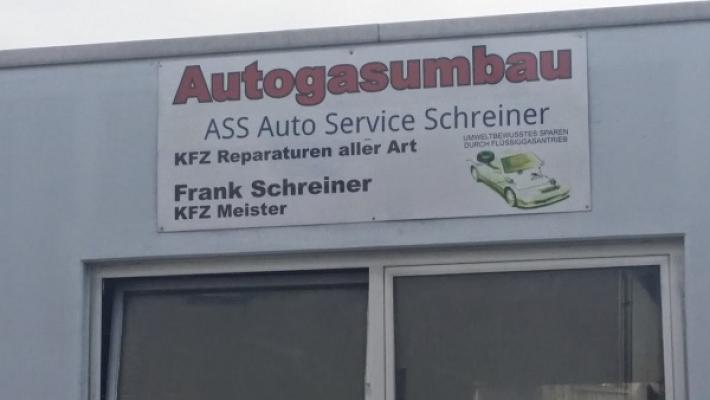 Autogasumbau
ASS Auto Service Schreiner
UMWELTBEWUSSTES SPAREN
DURCH FLÜSSIGGASANTRIEB
KFZ Reparaturen aller Art
Frank Schreiner
KFZ Meister